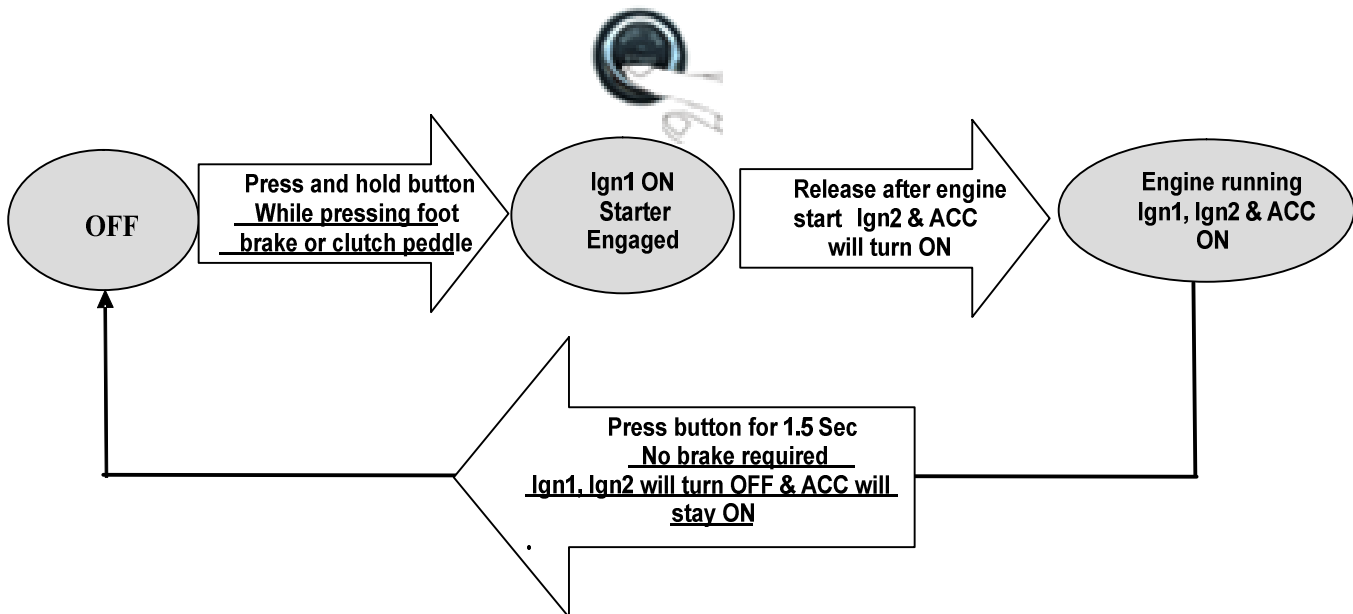 OFF
Press and hold button
While pressing foot
brake or clutch peddle
Ign1 ON
Starter
Engaged
Release after engine
start Ign2 & ACC
will turn ON
Engine running
Ign1, Ign2 & ACC
ON
Press button for 1.5 Sec
No brake required
Ign1, Ign2 will turn OFF & ACC will
stay ON
.